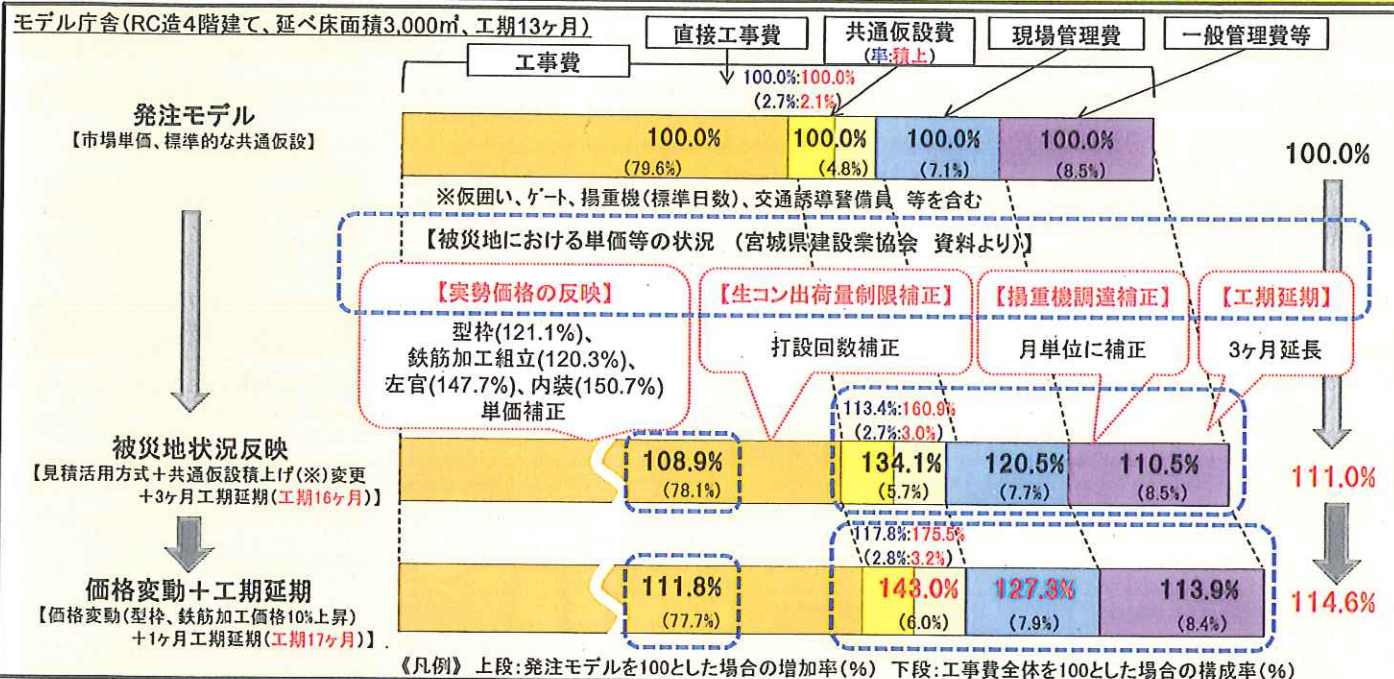 モデル庁舎(RC造4階建て、延べ床面積3,000㎡、工期13ヶ月)
工事費
直接工事費
共通仮設費
(率:積上)
現場管理費
一般管理費等
100.0%:100.0%
(2.7%:2.1%)
発注モデル
【市場単価、標準的な共通仮設】
100.0%
(79.6%)
100.0%
(4.8%)
100.0%
(7.1%)
100.0%
(8.5%)
100.0%
※仮囲い、ゲート、揚重機(標準日数)、交通誘導警備員 等を含む
【被災地における単価等の状況 (宮城県建設業協会 資料より)】
【実勢価格の反映】
型枠(121.1%)、
鉄筋加工組立(120.3%)、
左官(147.7%)、内装(150.7%)
単価補正
【生コン出荷量制限補正】
打設回数補正
【揚重機調達補正】
月単位に補正
【工期延期】
3ヶ月延長
113.4%:160.9%
(2.7%:3.0%)
被災地状況反映
【見積活用方式+共通仮設積上げ(※)変更
+3ヶ月工期延期(工期16ヶ月)】
108.9%
(78.1%)
134.1%
(5.7%)
120.5%
(7.7%)
110.5%
(8.5%)
111.0%
117.8%:175.5%
(2.8%:3.2%)
価格変動+工期延期
【価格変動(型枠、鉄筋加工価格10%上昇)
+1ヶ月工期延期(工期17ヶ月)】
111.8%
(77.7%)
143.0%
(6.0%)
127.3%
(7.9%)
113.9%
(8.4%)
114.6%
《凡例》 上段:発注モデルを100とした場合の増加率(%) 下段:工事費全体を100とした場合の構成率(%)